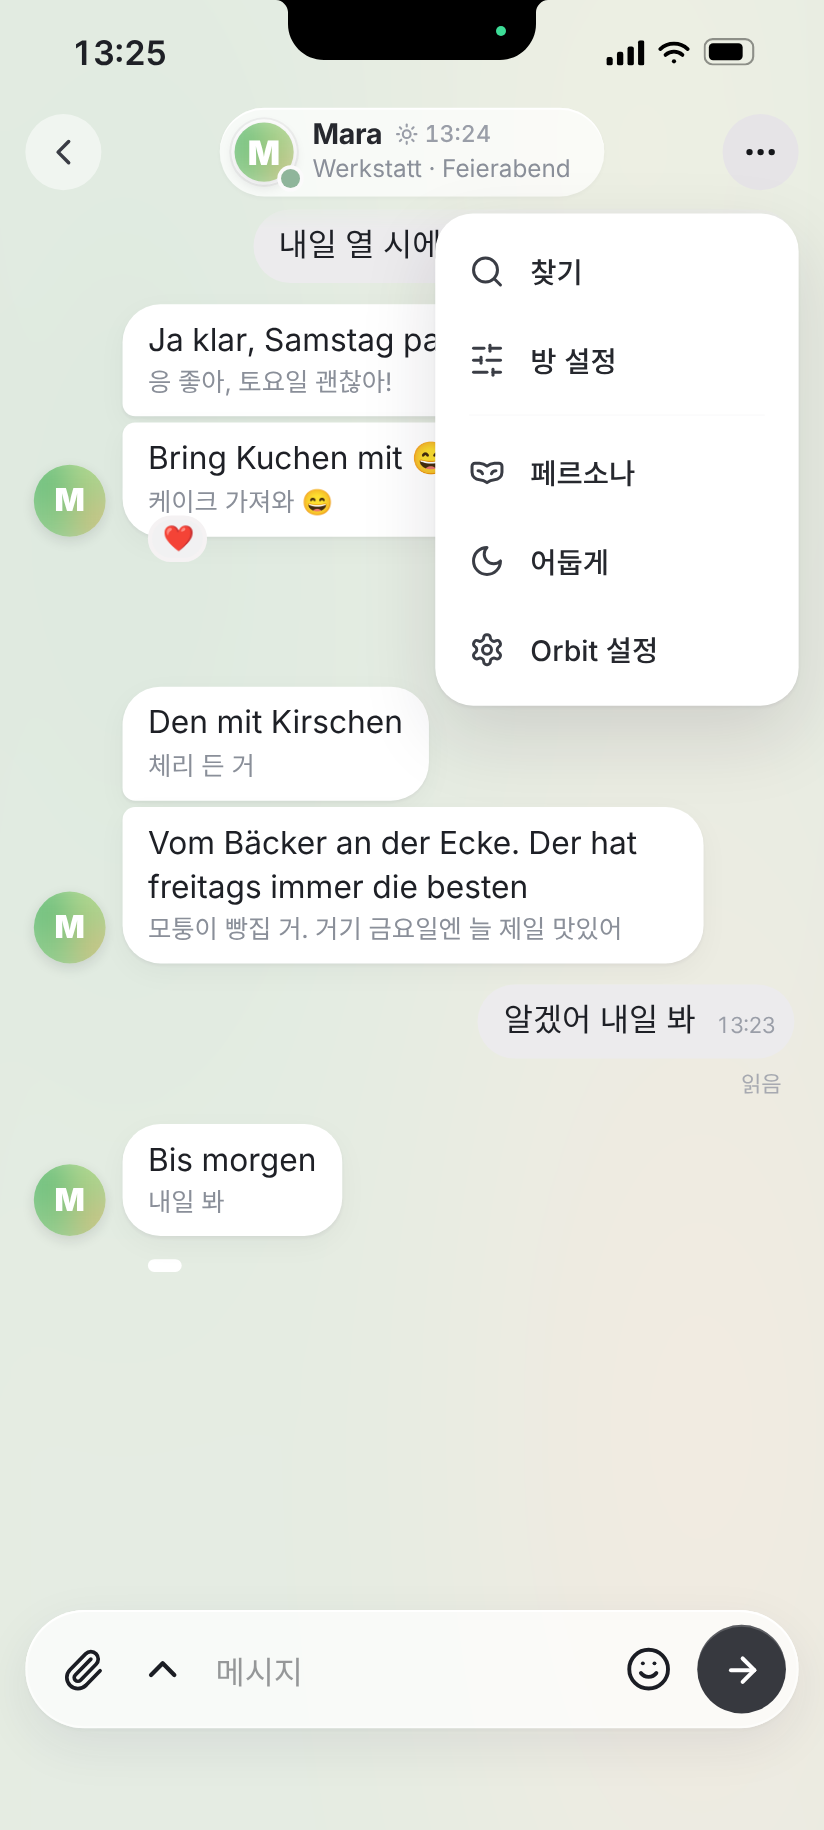 13:25
M
Mara 13:24
Werkstatt · Feierabend
내일 열 시에
찾기
방 설정
페르소나
어둡게
Orbit 설정
Ja klar, Samstag pa
응 좋아, 토요일 괜찮아!
Bring Kuchen mit 😄
케이크 가져와 😄
M
❤️
Den mit Kirschen
체리 든 거
Vom Bäcker an der Ecke. Der hat
freitags immer die besten
모퉁이 빵집 거. 거기 금요일엔 늘 제일 맛있어
M
알겠어 내일 봐 13:23
읽음
Bis morgen
내일 봐
M
메시지